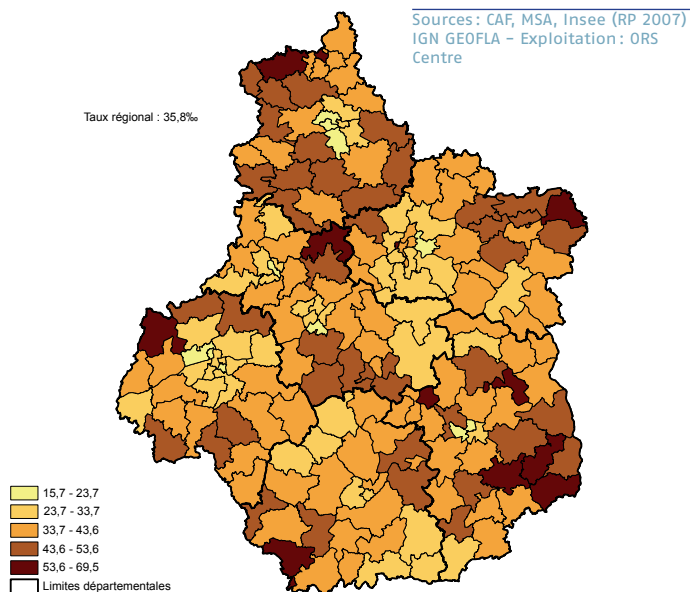 Sources : CAF, MSA, Insee (RP 2007)
IGN GEOFLA – Exploitation : ORS
Centre
Taux régional : 35,8‰
15,7 - 23,7
23,7 - 33,7
33,7 - 43,6
43,6 - 53,6
53,6 - 69,5
Limites départementales